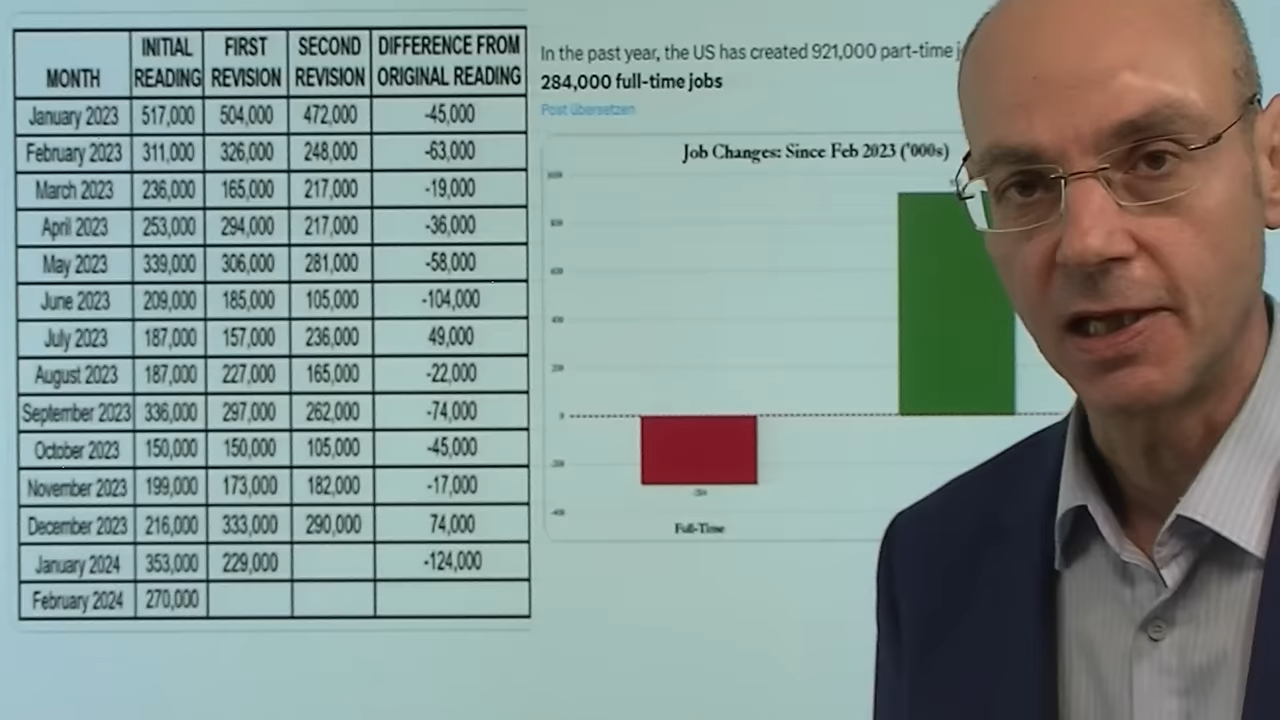 MONTH INITIAL READING FIRST REVISION SECOND REVISION DIFFERENCE FROM ORIGINAL READING
January 2023 517,000 504,000 472,000 -45,000
February 2023 311,000 326,000 248,000 -63,000
March 2023 236,000 165,000 217,000 -19,000
April 2023 253,000 294,000 217,000 -36,000
May 2023 339,000 306,000 281,000 -58,000
June 2023 209,000 185,000 105,000 -104,000
July 2023 187,000 157,000 236,000 49,000
August 2023 187,000 227,000 165,000 -22,000
September 2023 336,000 297,000 262,000 -74,000
October 2023 150,000 150,000 105,000 -45,000
November 2023 199,000 173,000 182,000 -17,000
December 2023 216,000 333,000 290,000 74,000
January 2024 353,000 229,000 -124,000
February 2024 270,000
In the past year, the US has created 921,000 part-time
284,000 full-time jobs
Post übersetzen
Job Changes: Since Feb 2023 ('000s)
Full-Time